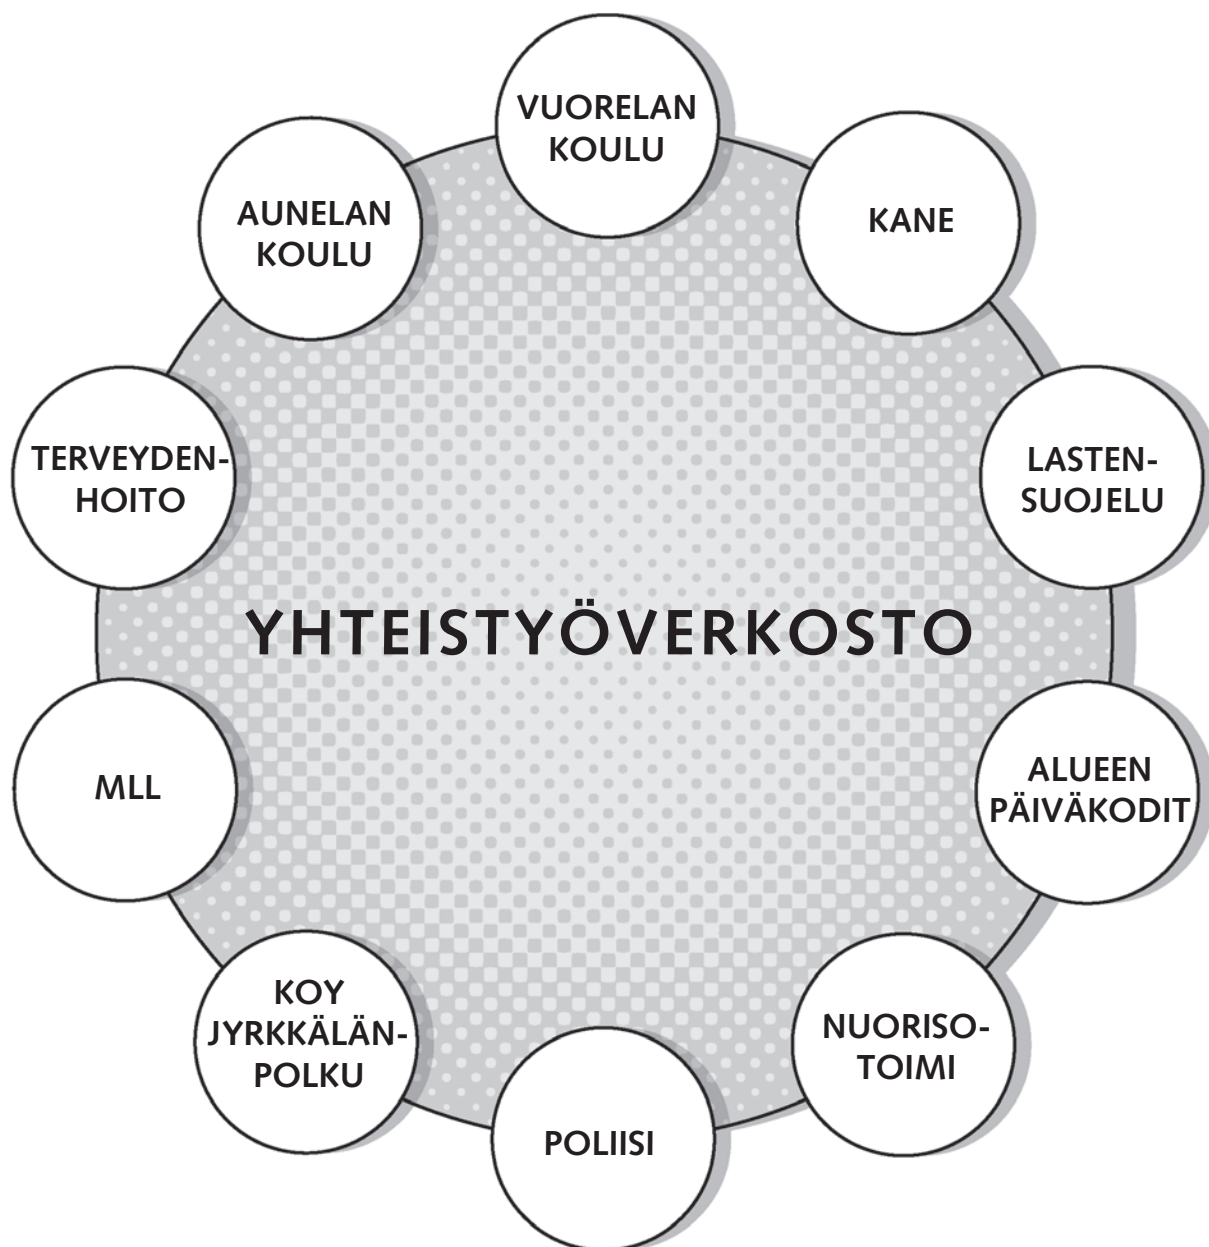 VUORELAN
KOULU
KANE
AUNELAN
KOULU
TERVEYDEN-
HOITO
LASTEN-
SUOJELU
YHTEISTYÖVERKOSTO
MLL
ALUEEN
PÄIVÄKODIT
KOY
JYRKKÄLÄN-
POLKU
NUORISO-
TOIMI
POLIISI